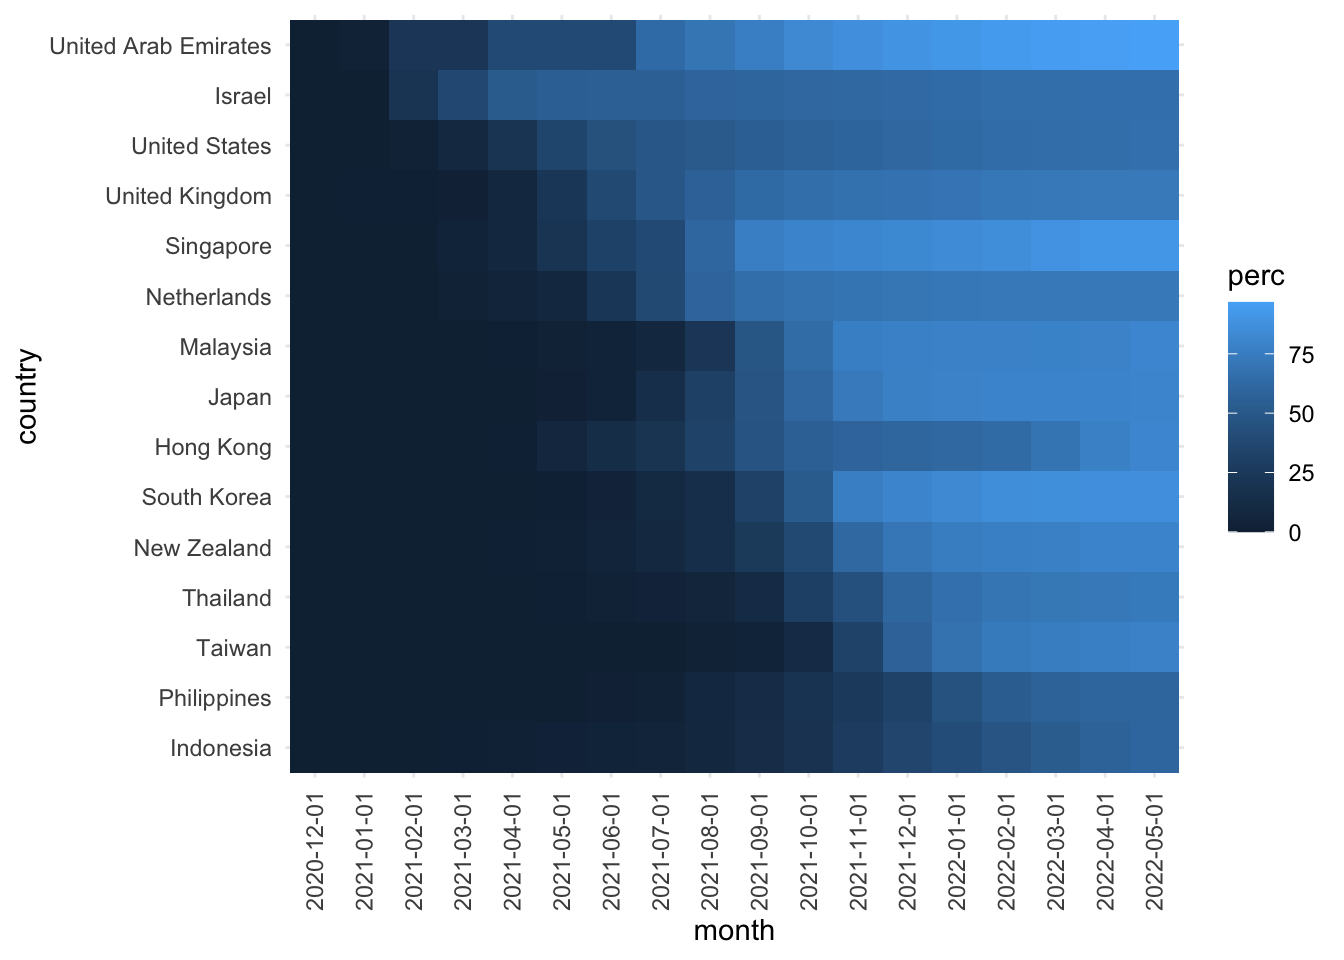 country
United Arab Emirates
Israel
United States
United Kingdom
Singapore
Netherlands
Malaysia
Japan
Hong Kong
South Korea
New Zealand
Thailand
Taiwan
Philippines
Indonesia
2020-12-01
2021-01-01
2021-02-01
2021-03-01
2021-04-01
2021-05-01
2021-06-01
2021-07-01
2021-08-01
2021-09-01
2021-10-01
2021-11-01
2021-12-01
2022-01-01
2022-02-01
2022-03-01
2022-04-01
2022-05-01
month
perc
75
50
25
0